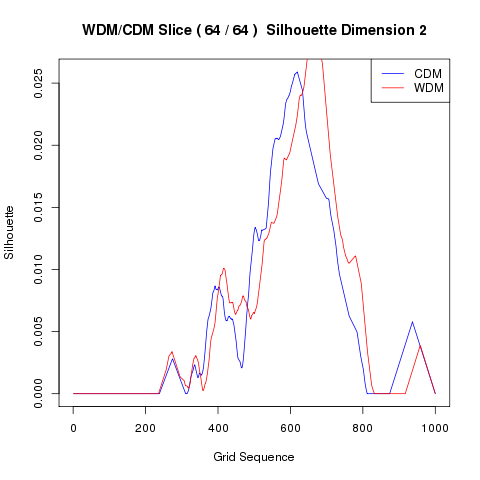 WDM/CDM Slice ( 64 / 64 )  Silhouette Dimension 2
CDM
WDM
Silhouette
0.025
0.020
0.015
0.010
0.005
0.000
0 200 400 600 800 1000
Grid Sequence